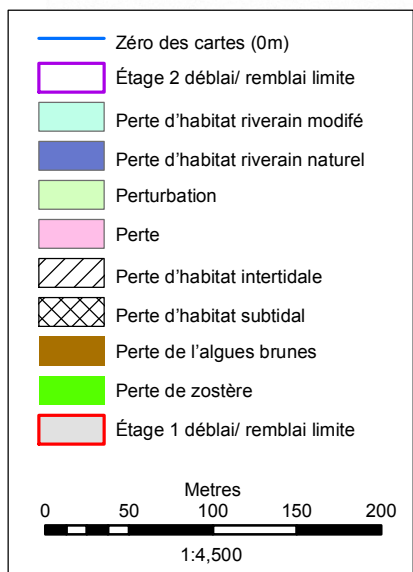 Zéro des cartes (0m)
Étage 2 déblai/ remblai limite
Perte d'habitat riverain modifé
Perte d'habitat riverain naturel
Perturbation
Perte
Perte d'habitat intertidale
Perte d'habitat subtidal
Perte de l'algues brunes
Perte de zostère
Étage 1 déblai/ remblai limite
Metres
0 50 100 150 200
1:4,500